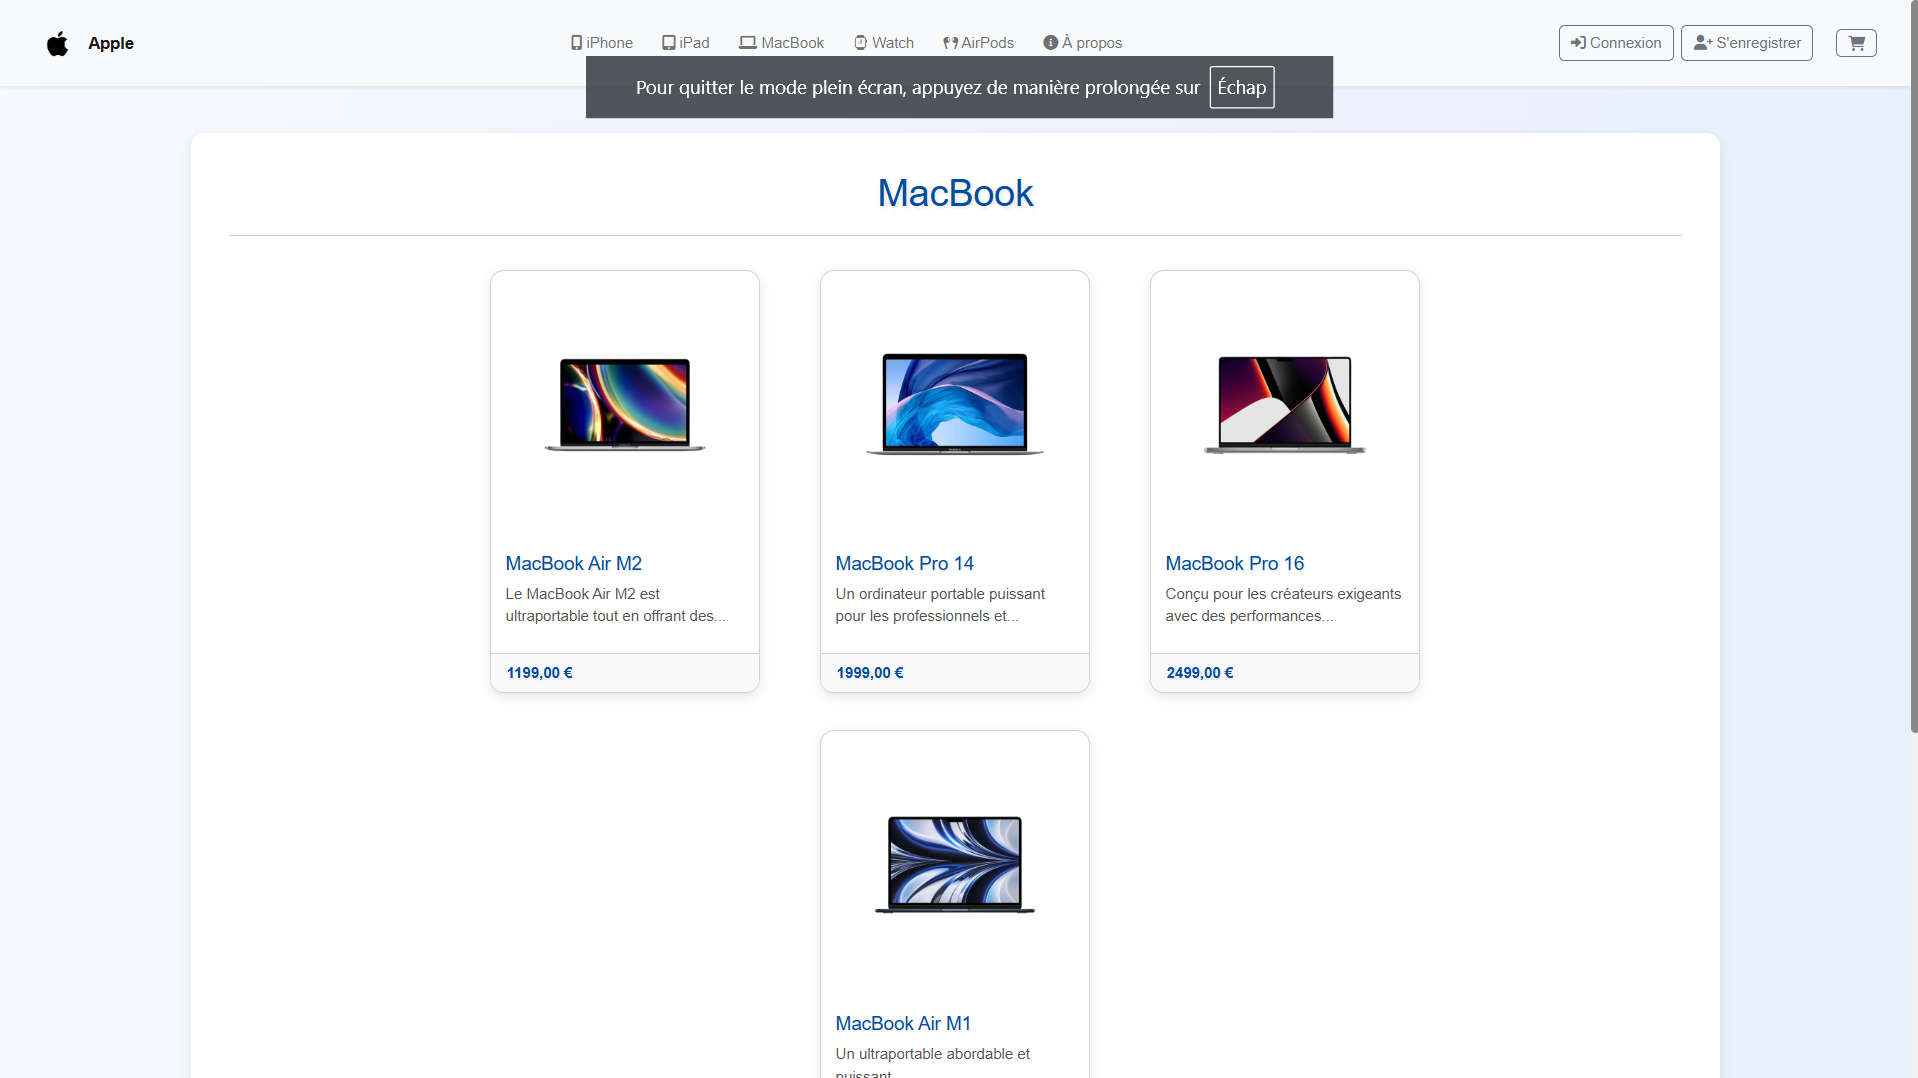 Apple
iPhone
iPad
MacBook
Watch
AirPods
À propos
Connexion
S'enregistrer
Pour quitter le mode plein écran, appuyez de manière prolongée sur Échap
MacBook
MacBook Air M2
Le MacBook Air M2 est
ultraportable tout en offrant des...
1199,00 €
MacBook Pro 14
Un ordinateur portable puissant
pour les professionnels et...
1999,00 €
MacBook Pro 16
Conçu pour les créateurs exigeants
avec des performances...
2499,00 €
MacBook Air M1
Un ultraportable abordable et
puissant